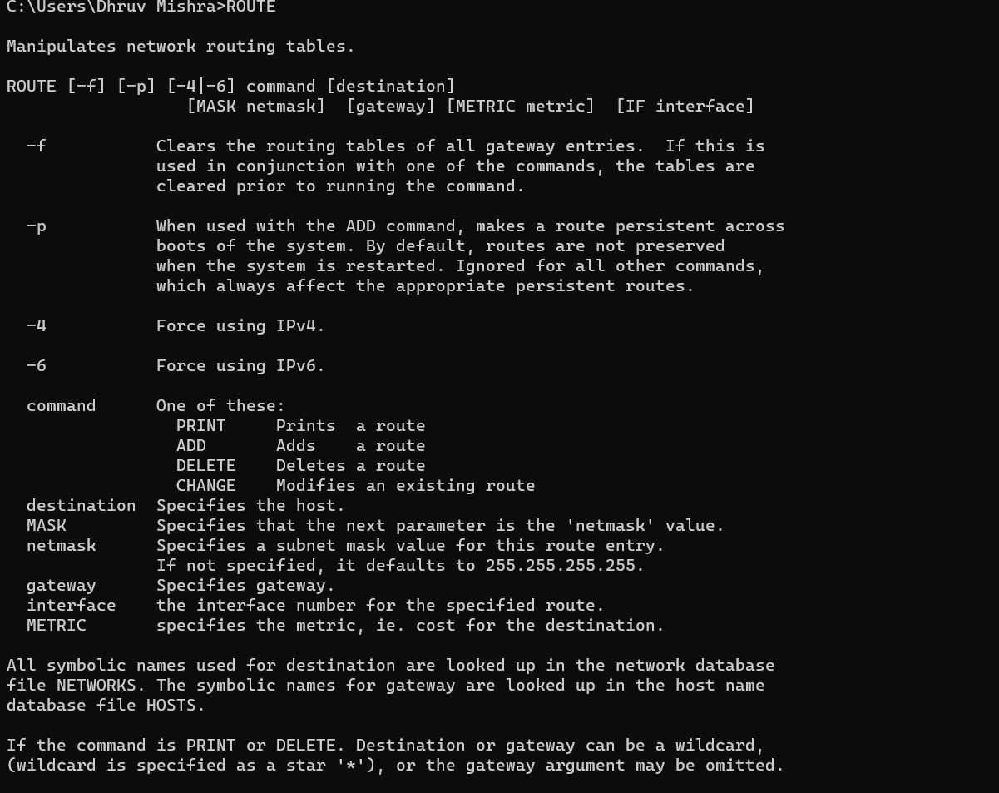 C:\Users\Dhruv Mishra>ROUTE
Manipulates network routing tables.
ROUTE [-f] [-p] [-4|-6] command [destination]
                  [MASK netmask]  [gateway] [METRIC metric]  [IF interface]
  -f           Clears the routing tables of all gateway entries.  If this is
               used in conjunction with one of the commands, the tables are
               cleared prior to running the command.
  -p           When used with the ADD command, makes a route persistent across
               boots of the system. By default, routes are not preserved
               when the system is restarted. Ignored for all other commands,
               which always affect the appropriate persistent routes.
  -4           Force using IPv4.
  -6           Force using IPv6.
  command      One of these:
                 PRINT     Prints  a route
                 ADD       Adds    a route
                 DELETE    Deletes a route
                 CHANGE    Modifies an existing route
  destination  Specifies the host.
  MASK         Specifies that the next parameter is the 'netmask' value.
  netmask      Specifies a subnet mask value for this route entry.
               If not specified, it defaults to 255.255.255.255.
  gateway      Specifies gateway.
  interface    the interface number for the specified route.
  METRIC       specifies the metric, ie. cost for the destination.
All symbolic names used for destination are looked up in the network database
file NETWORKS. The symbolic names for gateway are looked up in the host name
database file HOSTS.
If the command is PRINT or DELETE. Destination or gateway can be a wildcard,
(wildcard is specified as a star '*'), or the gateway argument may be omitted.